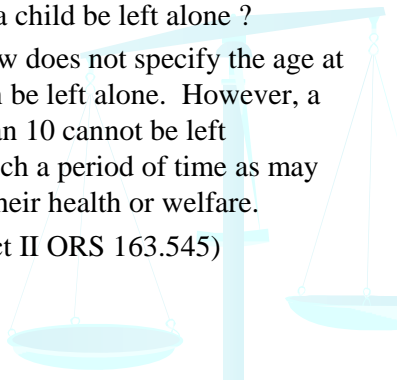 a child be left alone ?
w does not specify the age at
be left alone.  However, a
an 10 cannot be left
ch a period of time as may
heir health or welfare.
ct II ORS 163.545)